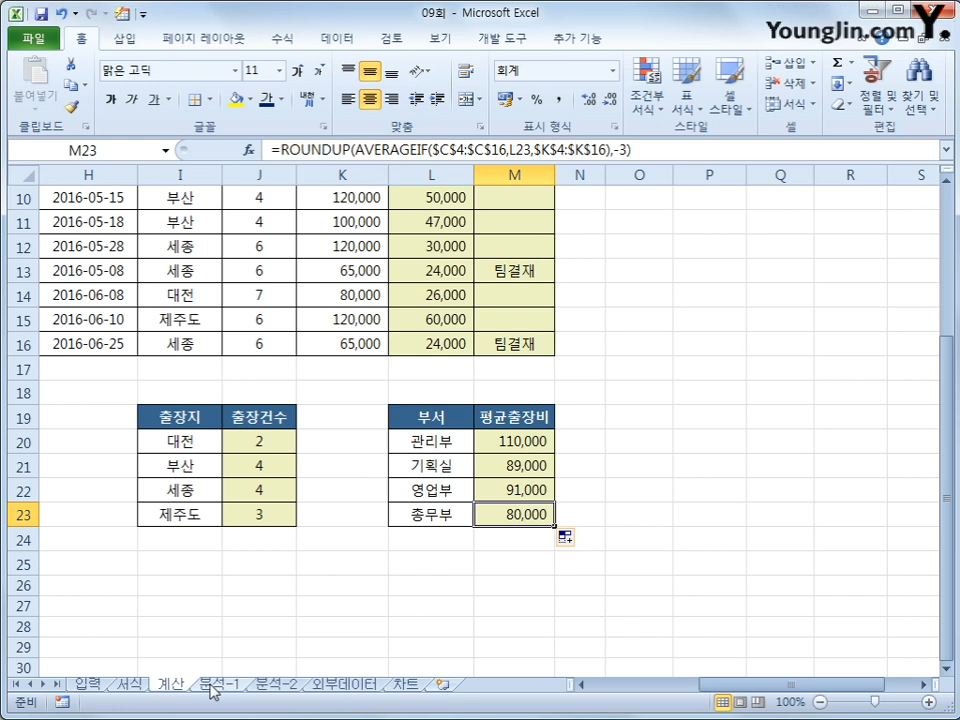 09회 - Microsoft Excel
Younglin.com Y.
파일 홈 삽입 페이지 레이아웃 수식 데이터 검토 보기 개발 도구 추가 기능
맑은 고딕 11 회계
붙여넣기 가 가 가 조건부 서식 표 서식 셀 스타일 삽입 삭제 서식 정렬 및 필터 찾기 및 선택
클립보드 글꼴 맞춤 표시 형식 스타일 셀 편집
M23 fx =ROUNDUP(AVERAGEIF($C$4:$C$16,L23,$K$4:$K$16),-3)
H I J K L M N O P Q R S
10 2016-05-15 부산 4 120,000 50,000
11 2016-05-18 부산 4 100,000 47,000
12 2016-05-28 세종 6 120,000 30,000
13 2016-05-08 세종 6 65,000 24,000 팀결재
14 2016-06-08 대전 7 80,000 26,000
15 2016-06-10 제주도 6 120,000 60,000
16 2016-06-25 세종 6 65,000 24,000 팀결재
17
18
19 출장지 출장건수 부서 평균출장비
20 대전 2 관리부 110,000
21 부산 4 기획실 89,000
22 세종 4 영업부 91,000
23 제주도 3 총무부 80,000
24
25
26
27
28
29
30
입력 서식 계산 분석-1 분석-2 외부데이터 차트
준비 100%